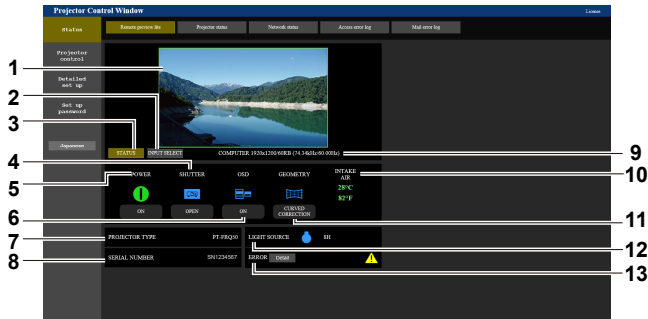 Projector Control Window
License
Status
Remote preview lite
Projector status
Network status
Access error log
Mail error log
Projector
control
Detailed
set up
Set up
password
Japanese
STATUS
INPUT SELECT
COMPUTER 1920x1200/60RB (74.34kHz/60.00Hz)
POWER
SHUTTER
OSD
GEOMETRY
INTAKE
AIR
28°C
82°F
ON
OPEN
ON
CURVED
CORRECTION
PROJECTOR TYPE
PT-FRQ50
LIGHT SOURCE
8H
SERIAL NUMBER
SN1234567
ERROR
Detail
1
2
3
4
5
6
7
8
9
10
11
12
13